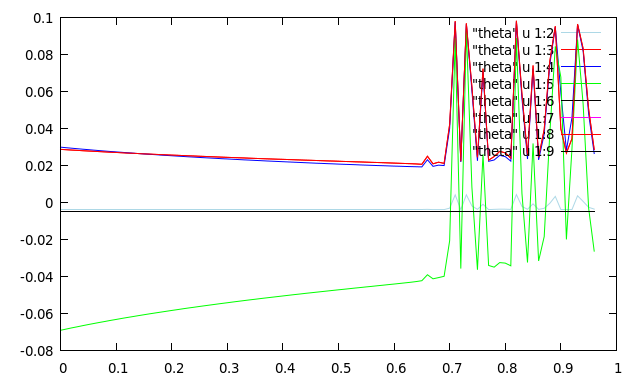 0.1
0.08
0.06
0.04
0.02
0
-0.02
-0.04
-0.06
-0.08
0 0.1 0.2 0.3 0.4 0.5 0.6 0.7 0.8 0.9 1
"theta" u 1:2
"theta" u 1:3
"theta" u 1:4
"theta" u 1:5
"theta" u 1:6
"theta" u 1:7
"theta" u 1:8
"theta" u 1:9